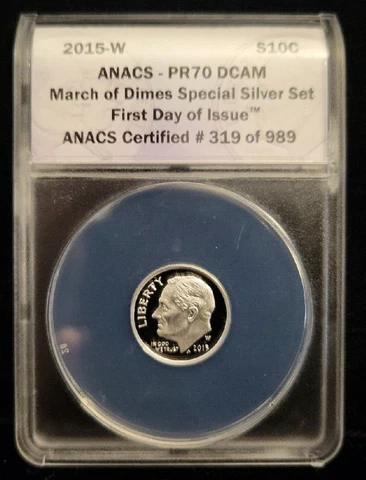 2015-W S10C
ANACS - PR70 DCAM
March of Dimes Special Silver Set
First Day of Issue™
ANACS Certified # 319 of 989
LIBERTY
IN GOD
WE TRUST
W
2015